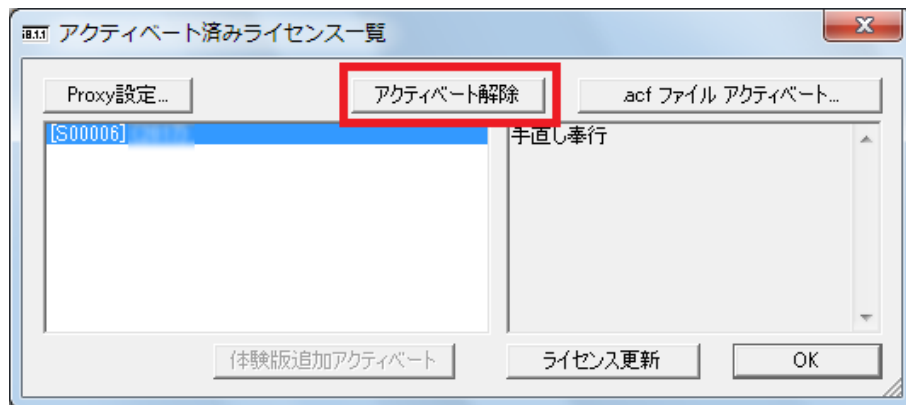 アクティベート済みライセンス一覧
Proxy設定...
アクティベート解除
.acf ファイル アクティベート...
[S00006]
手直し奉行
体験版追加アクティベート
ライセンス更新
OK